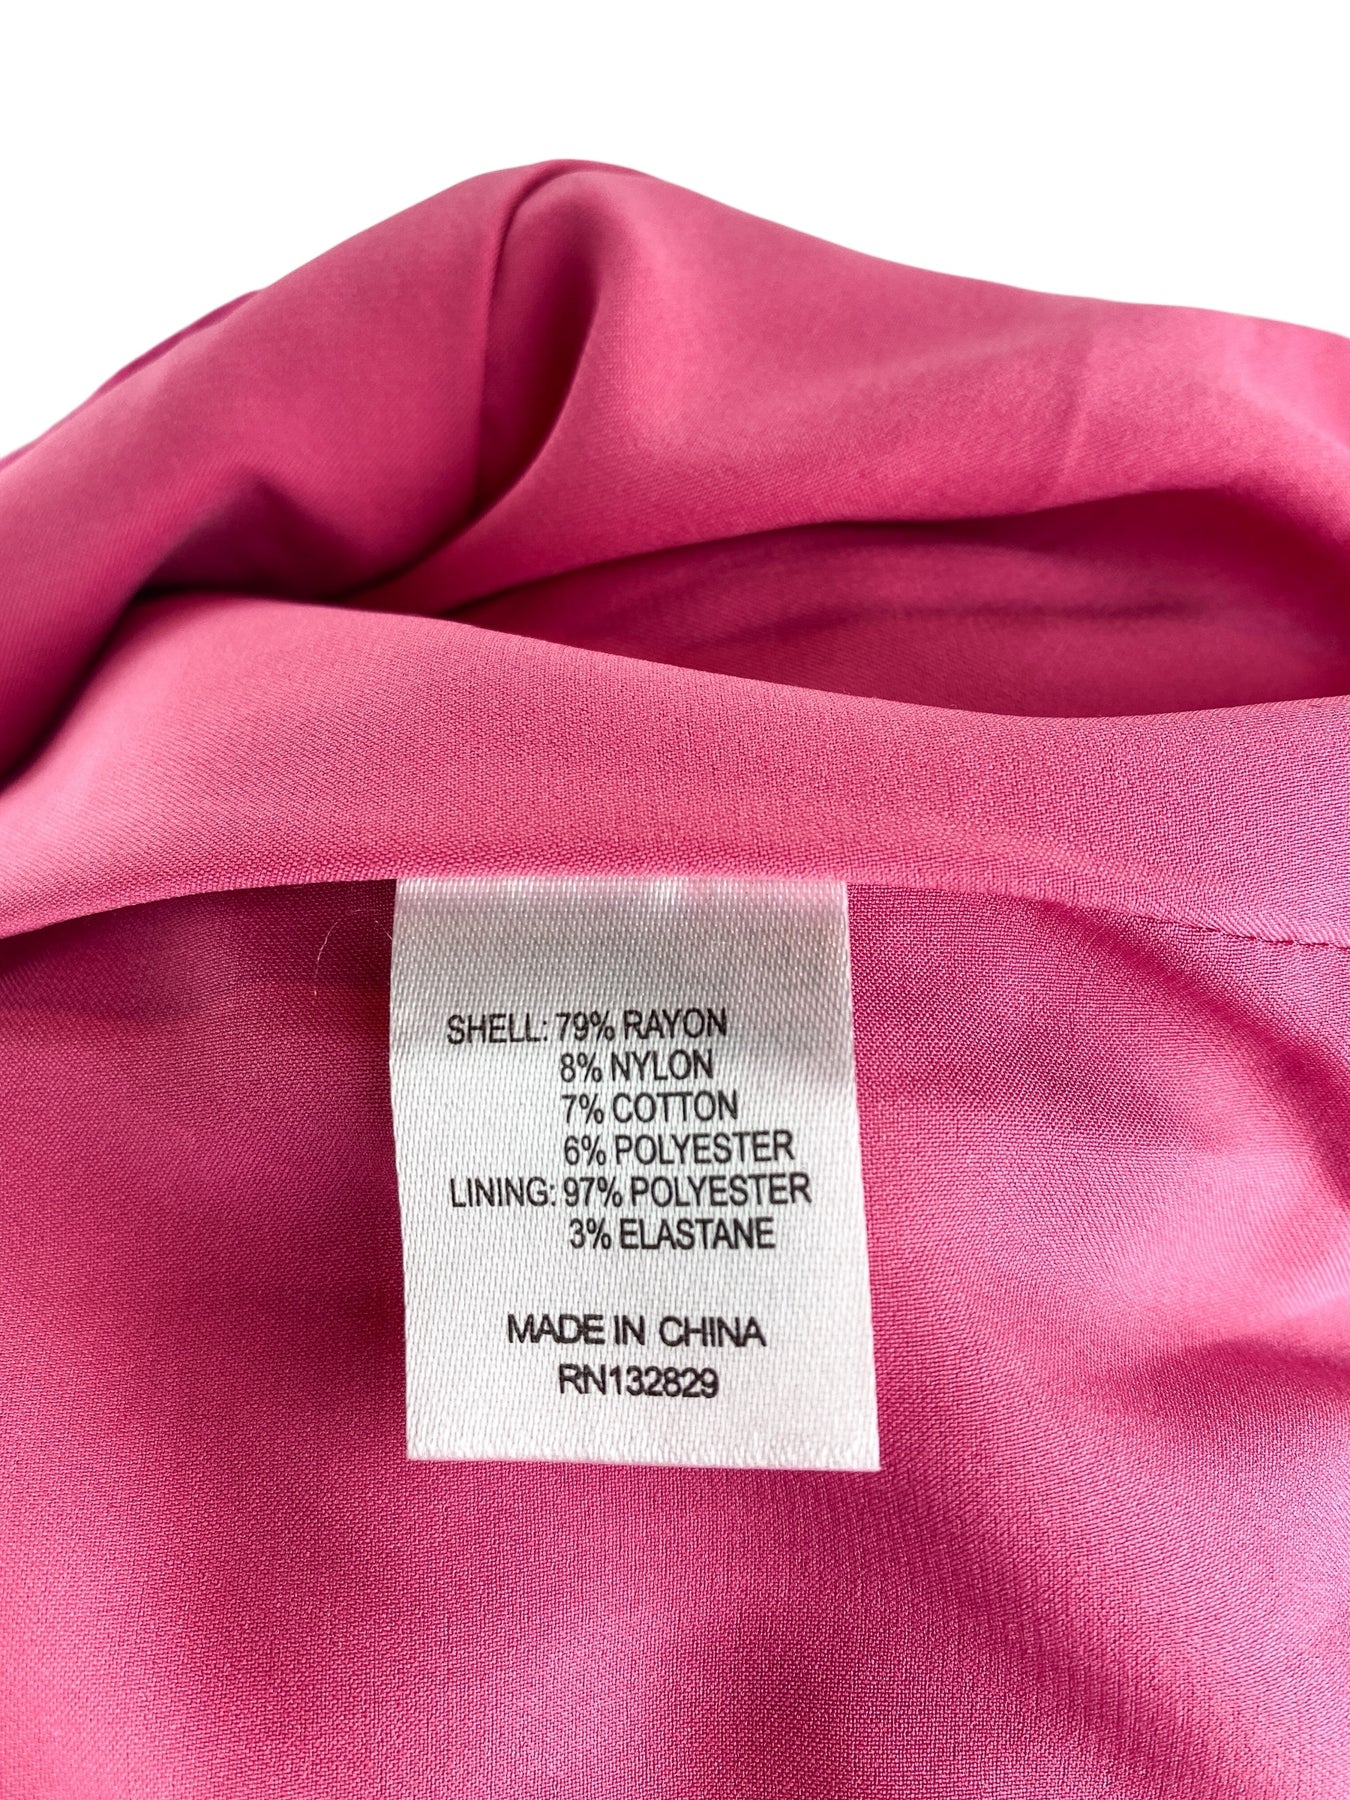 SHELL: 79% RAYON
8% NYLON
7% COTTON
6% POLYESTER
LINING: 97% POLYESTER
3% ELASTANE
MADE IN CHINA
RN132829